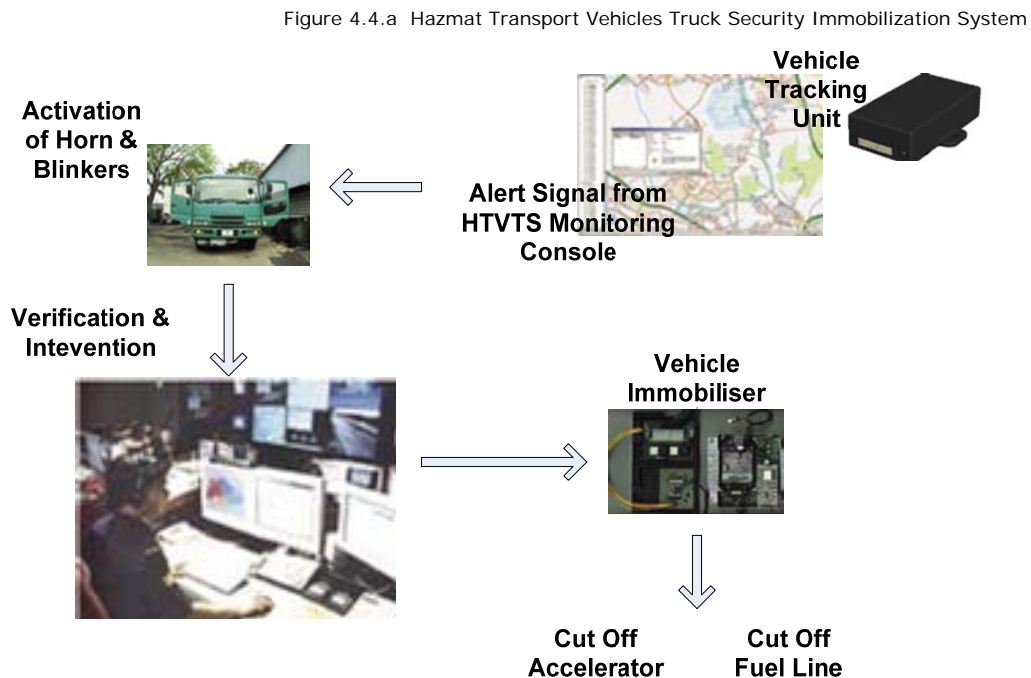 Figure 4.4.a Hazmat Transport Vehicles Truck Security Immobilization System
Vehicle
Tracking
Unit
Activation
of Horn &
Blinkers
Alert Signal from
HTVTS Monitoring
Console
Verification &
Intevention
Vehicle
Immobiliser
Cut Off
Accelerator
Cut Off
Fuel Line